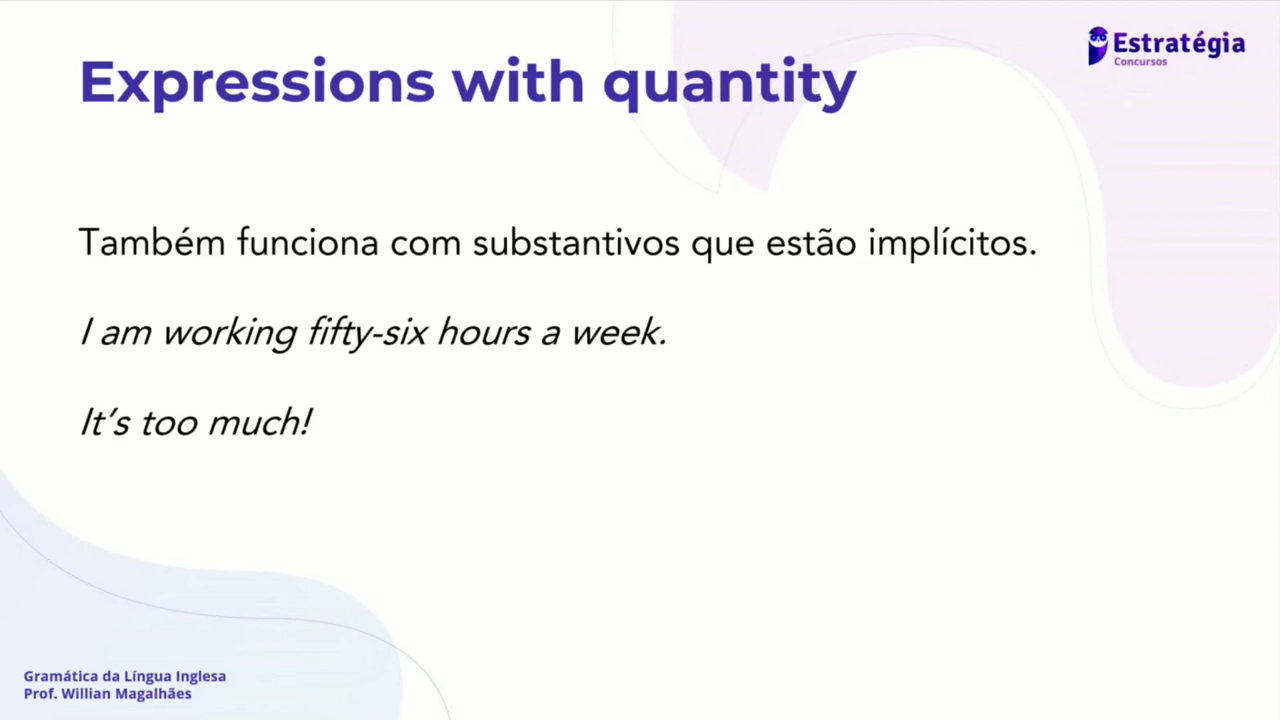 Estratégia
Concursos
Expressions with quantity
Também funciona com substantivos que estão implícitos.
I am working fifty-six hours a week.
It’s too much!
Gramática da Língua Inglesa
Prof. Willian Magalhães